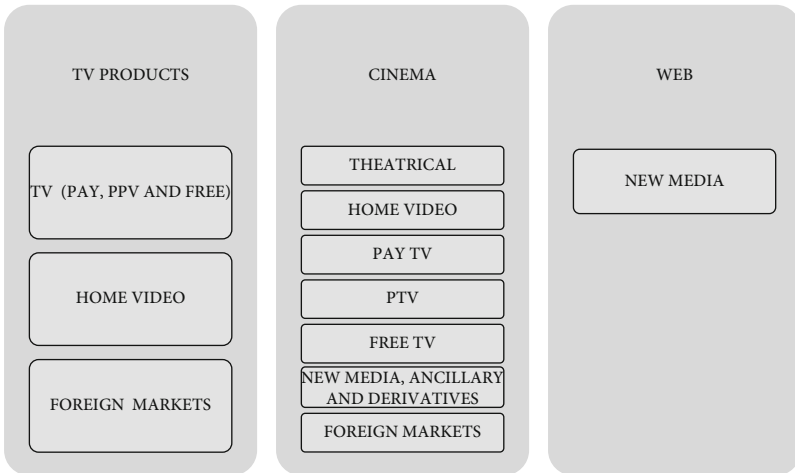 TV PRODUCTS
TV (PAY, PPV AND FREE)
HOME VIDEO
FOREIGN MARKETS
CINEMA
THEATRICAL
HOME VIDEO
PAY TV
PTV
FREE TV
NEW MEDIA, ANCILLARY
AND DERIVATIVES
FOREIGN MARKETS
WEB
NEW MEDIA